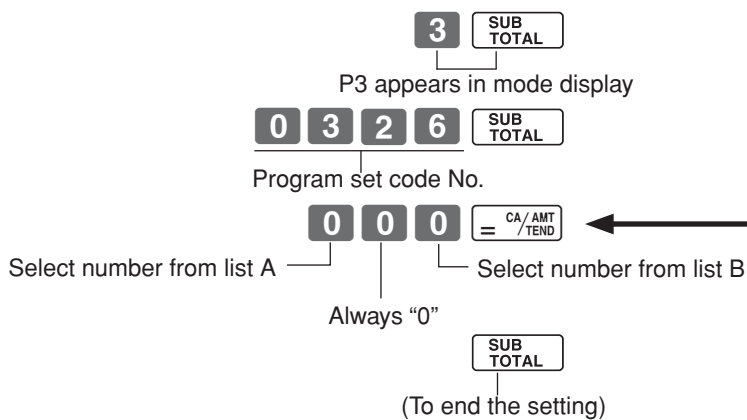 3 SUB TOTAL
P3 appears in mode display
0 3 2 6 SUB TOTAL
Program set code No.
0 0 0 = CA/AMT/TEND
Select number from list A
Select number from list B
Always “0”
SUB TOTAL
(To end the setting)